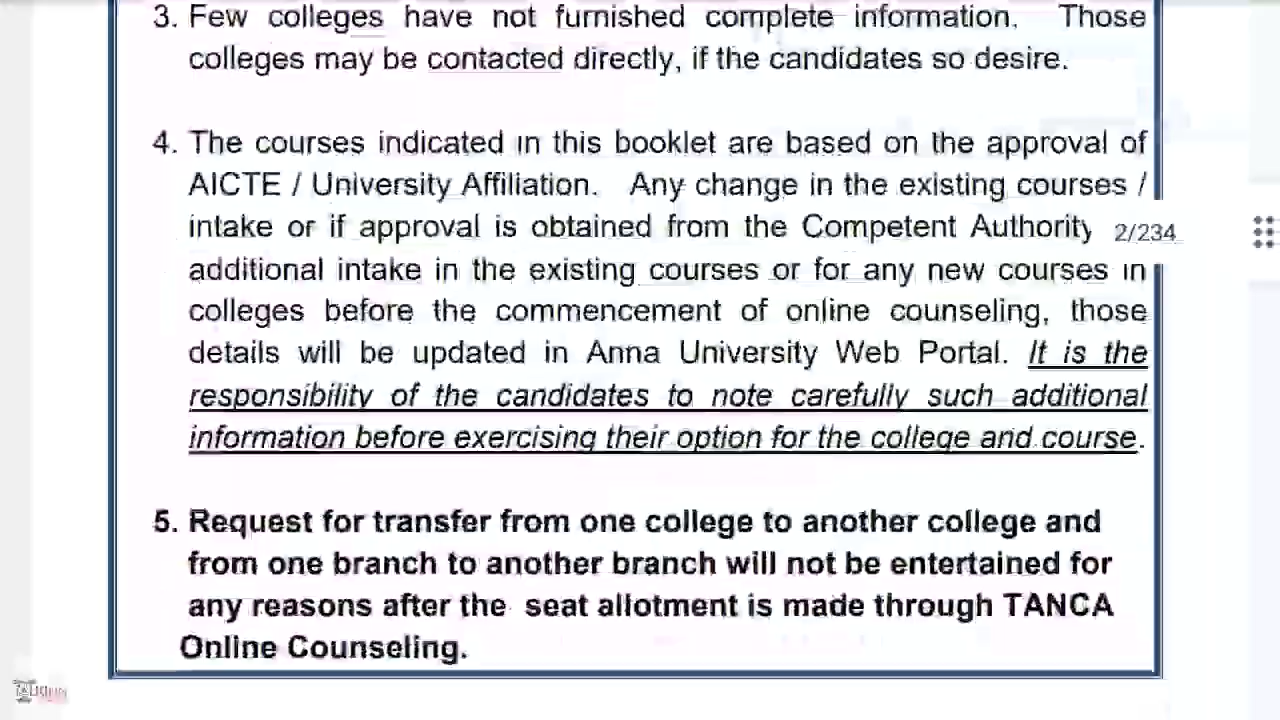 3. Few colleges have not furnished complete information. Those
colleges may be contacted directly, if the candidates so desire.
4. The courses indicated in this booklet are based on the approval of
AICTE / University Affiliation. Any change in the existing courses /
intake or if approval is obtained from the Competent Authority
2/234
additional intake in the existing courses or for any new courses in
colleges before the commencement of online counseling, those
details will be updated in Anna University Web Portal. It is the
responsibility of the candidates to note carefully such additional
information before exercising their option for the college and course.
5. Request for transfer from one college to another college and
from one branch to another branch will not be entertained for
any reasons after the seat allotment is made through TANCA
Online Counseling.